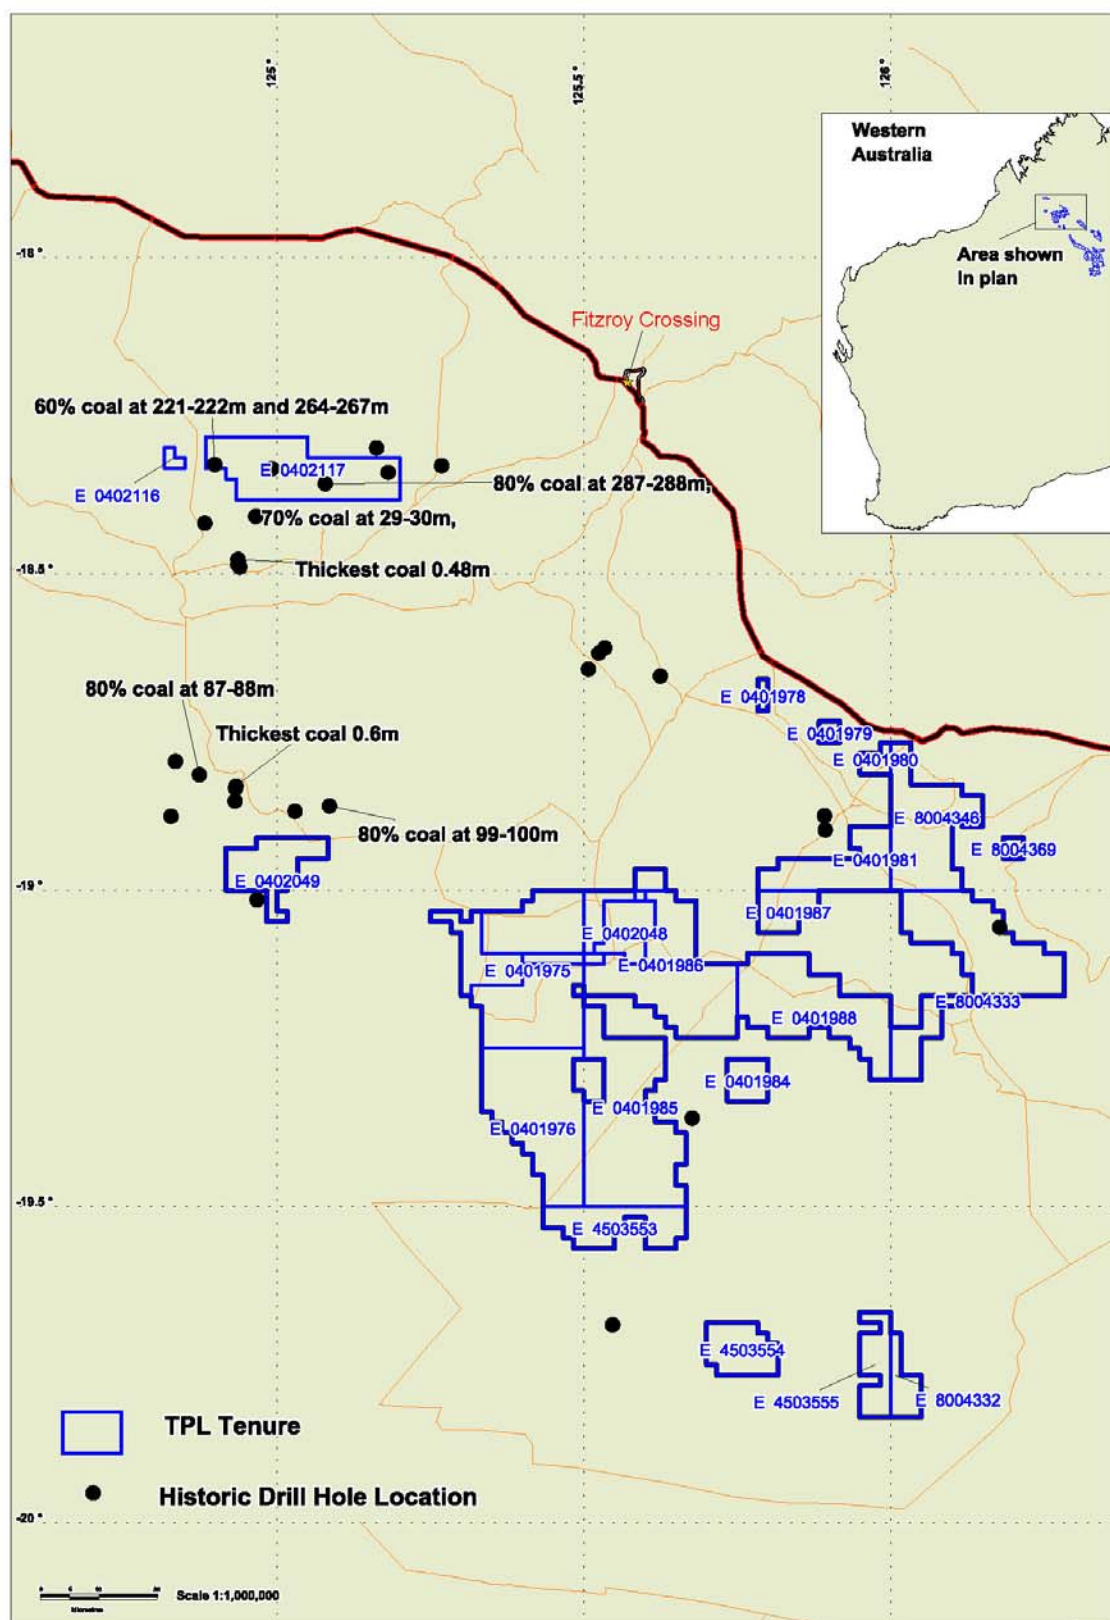 125 °
125.5 °
126 °
Western
Australia
Area shown
in plan
-18 °
Fitzroy Crossing
60% coal at 221-222m and 264-267m
E 0402117
E 0402116
80% coal at 287-288m,
70% coal at 29-30m,
Thickest coal 0.48m
-18.5 °
80% coal at 87-88m
E 0401978
Thickest coal 0.6m
E 0401979
E 0401980
E 8004346
80% coal at 99-100m
E 8004369
E 0401981
E 0402049
-19 °
E 0401987
E 0402048
E 0401975
E 0401986
E 8004333
E 0401988
E 0401984
E 0401985
E 0401976
-19.5 °
E 4503553
E 4503554
E 4503555
E 8004332
TPL Tenure
Historic Drill Hole Location
-20 °
Scale 1:1,000,000
Kilometres